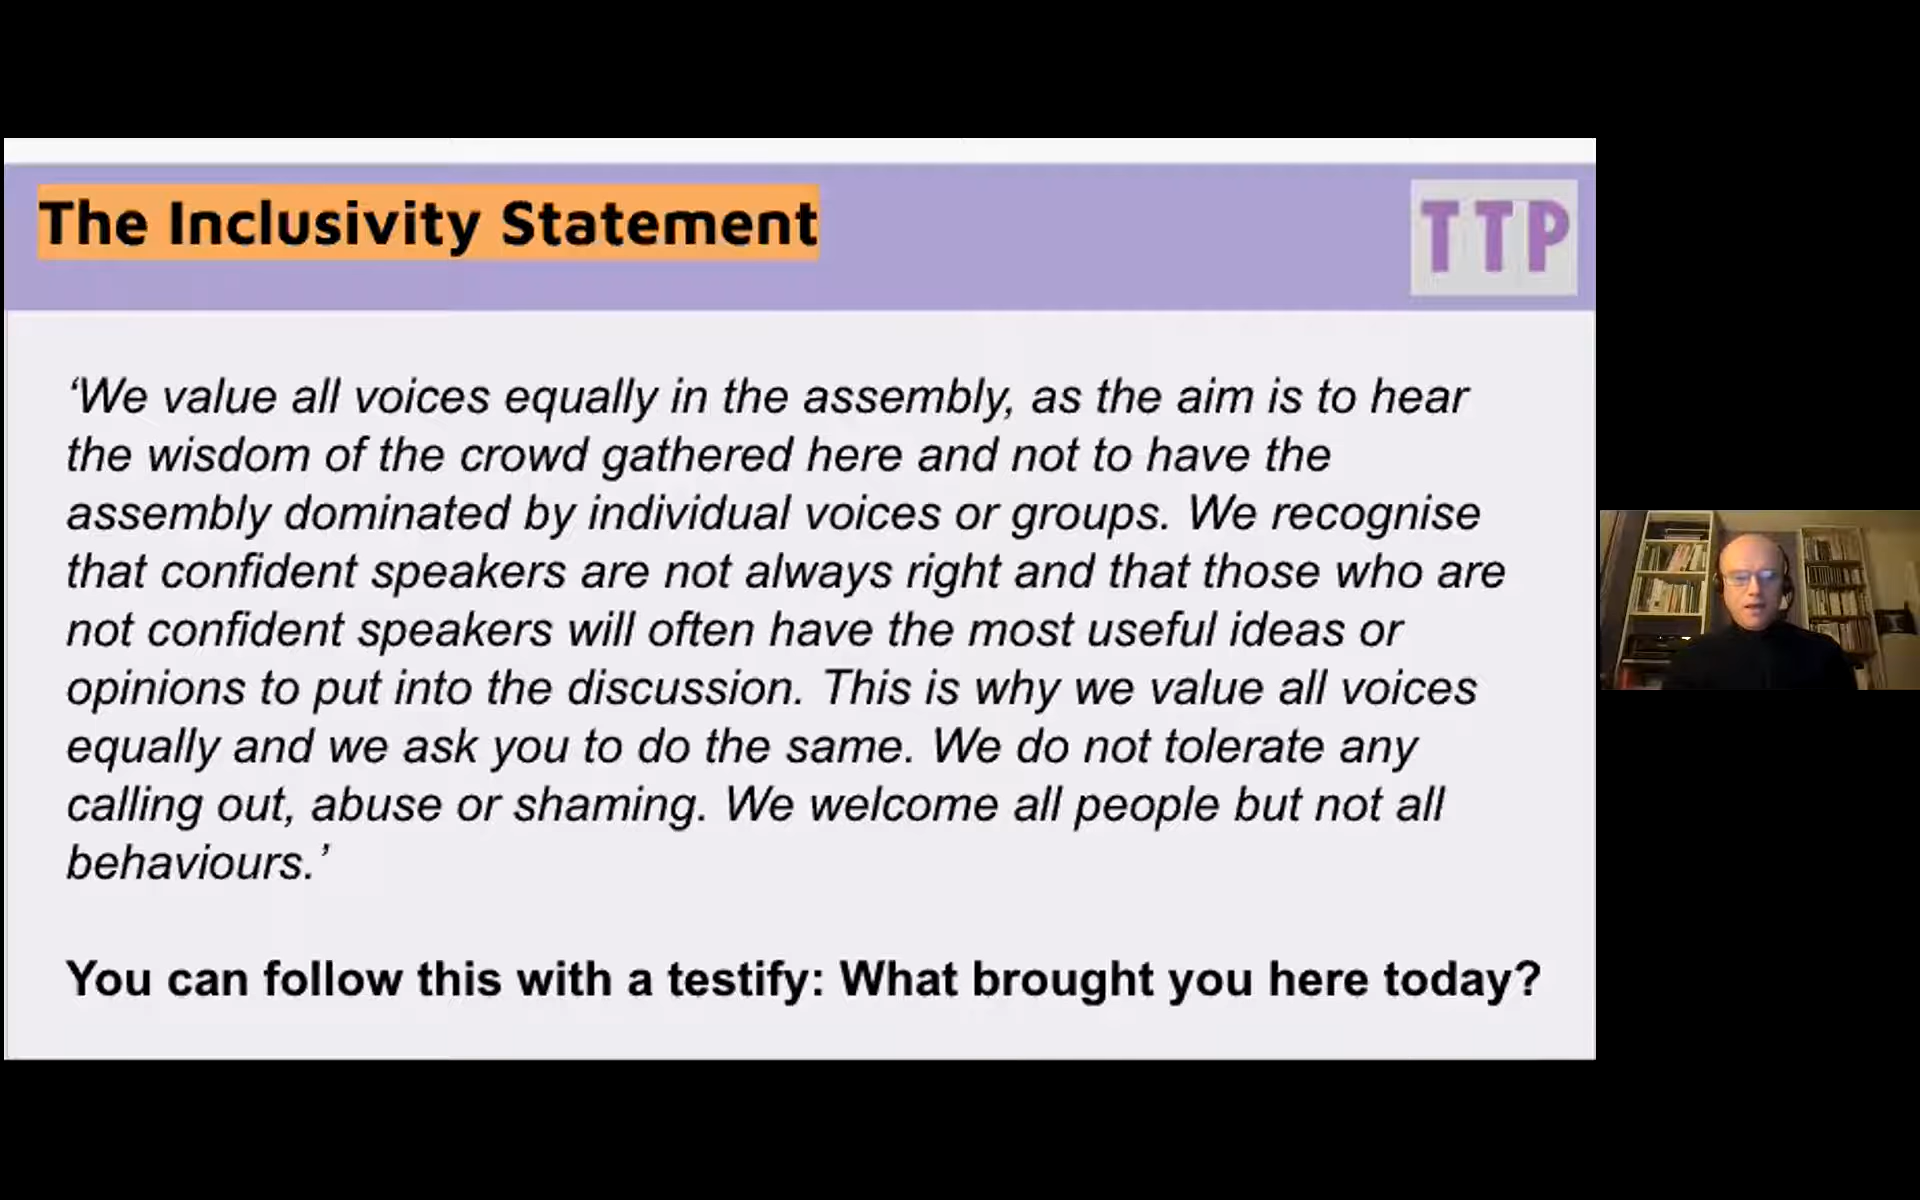 The Inclusivity Statement
TTP
‘We value all voices equally in the assembly, as the aim is to hear
the wisdom of the crowd gathered here and not to have the
assembly dominated by individual voices or groups. We recognise
that confident speakers are not always right and that those who are
not confident speakers will often have the most useful ideas or
opinions to put into the discussion. This is why we value all voices
equally and we ask you to do the same. We do not tolerate any
calling out, abuse or shaming. We welcome all people but not all
behaviours.’
You can follow this with a testify: What brought you here today?